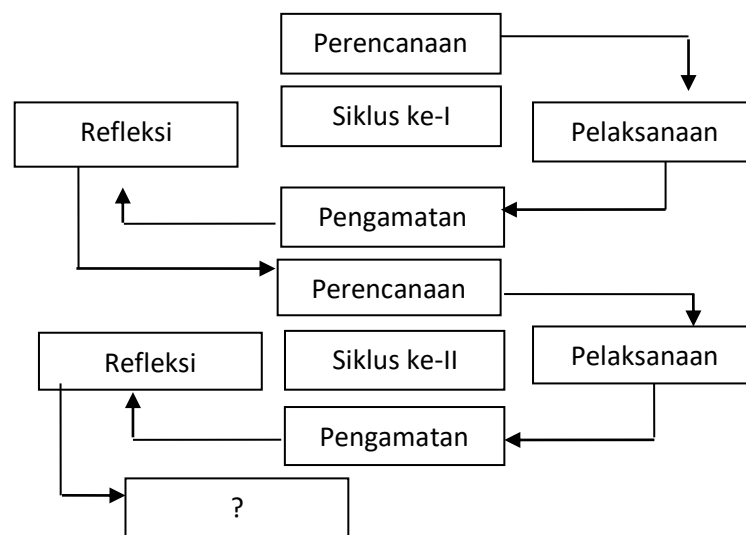 Perencanaan
Siklus ke-I
Refleksi
Pelaksanaan
Pengamatan
Perencanaan
Siklus ke-II
Refleksi
Pelaksanaan
Pengamatan
?